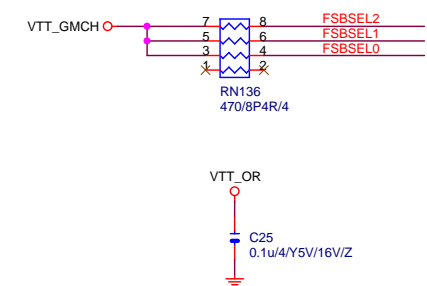 VTT_GMCH 7 8 FSBSEL2
5 6 FSBSEL1
3 4 FSBSEL0
1 2
RN136
470/8P4R/4
VTT_OR
C25
0.1u/4/Y5V/16V/Z